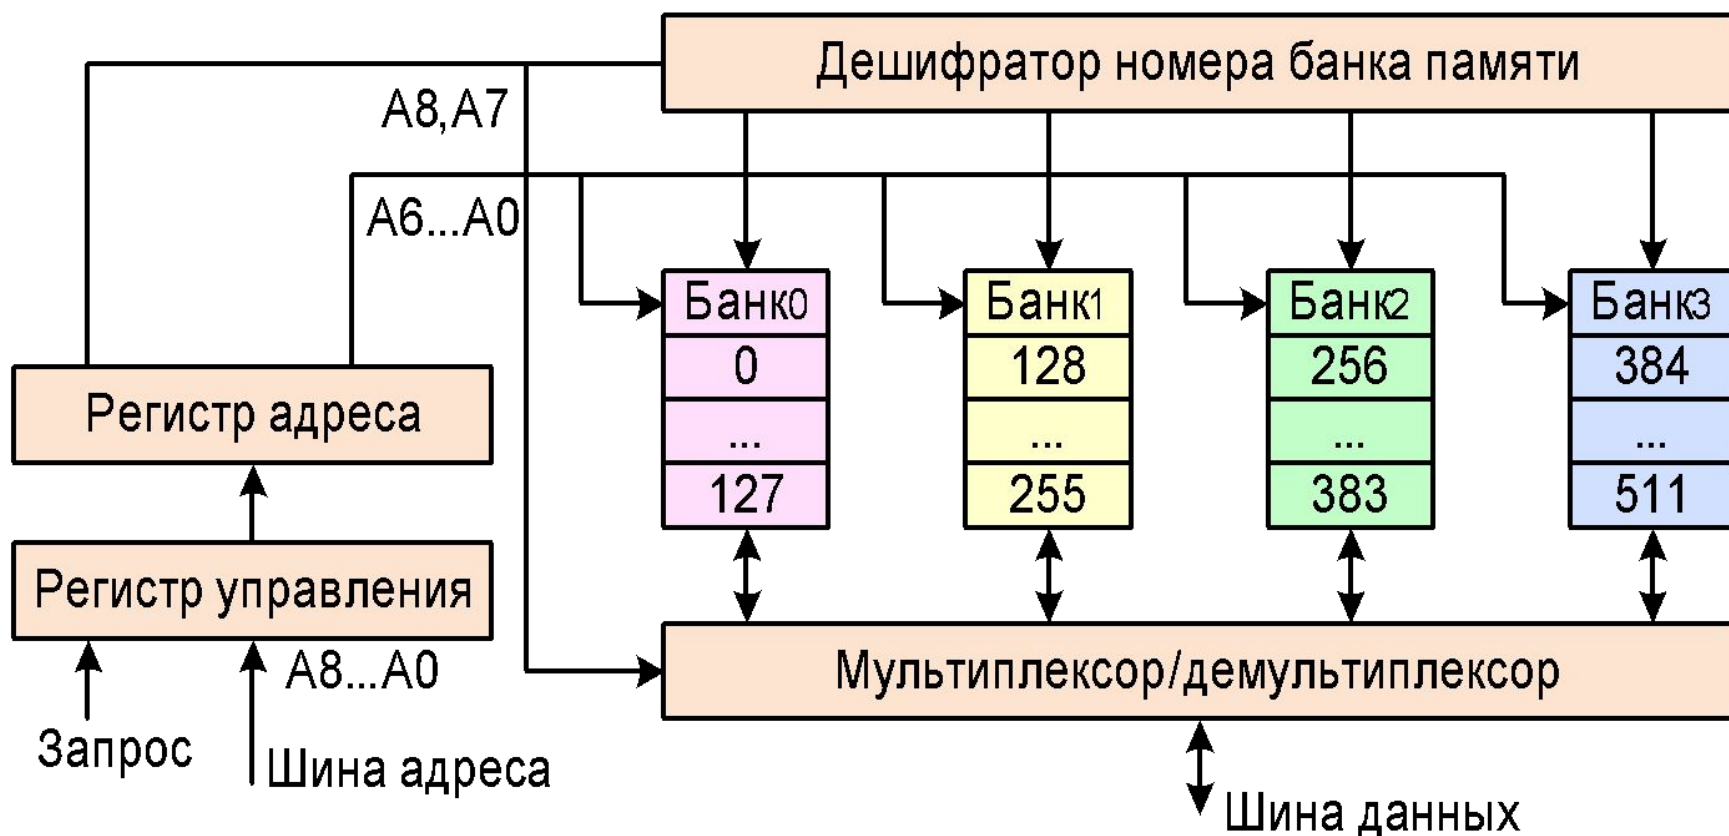 Дешифратор номера банка памяти
A8,A7
A6...A0
Банк0
Банк1
Банк2
Банк3
0
128
256
384
...
...
...
...
127
255
383
511
Регистр адреса
Регистр управления
A8...A0
Запрос
Шина адреса
Мультиплексор/демультиплексор
Шина данных